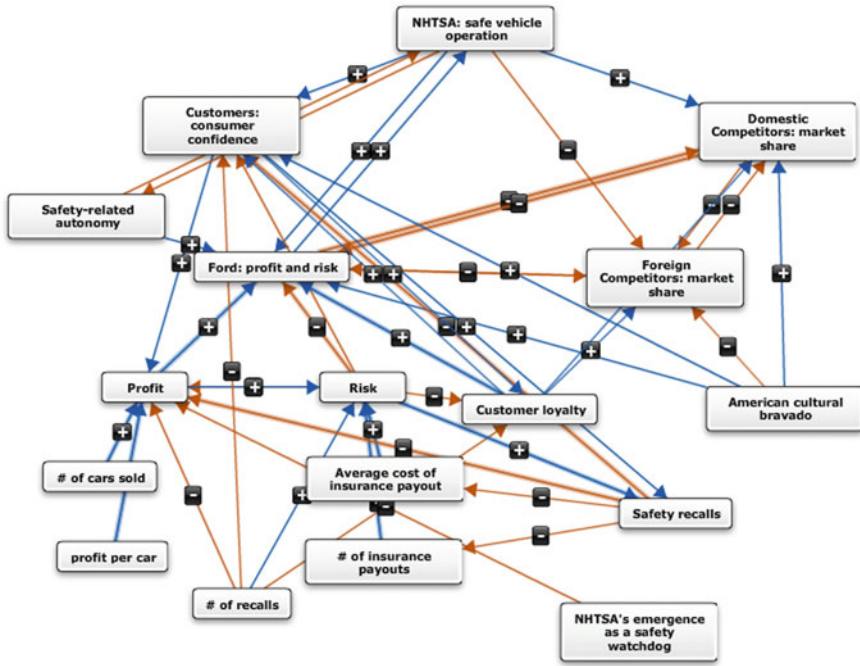 NHTSA: safe vehicle
operation
+
+
Customers:
consumer
confidence
Domestic
Competitors: market
share
+
+
-
Safety-related
autonomy
-
-
-
-
+
+
Ford: profit and risk
+
+
-
+
Foreign
Competitors: market
share
+
+
-
-
+
+
+
-
Profit
+
Risk
-
-
+
Customer loyalty
American cultural
bravado
+
+
-
+
# of cars sold
Average cost of
insurance payout
-
-
+
Safety recalls
-
profit per car
# of insurance
payouts
-
# of recalls
NHTSA's emergence
as a safety
watchdog